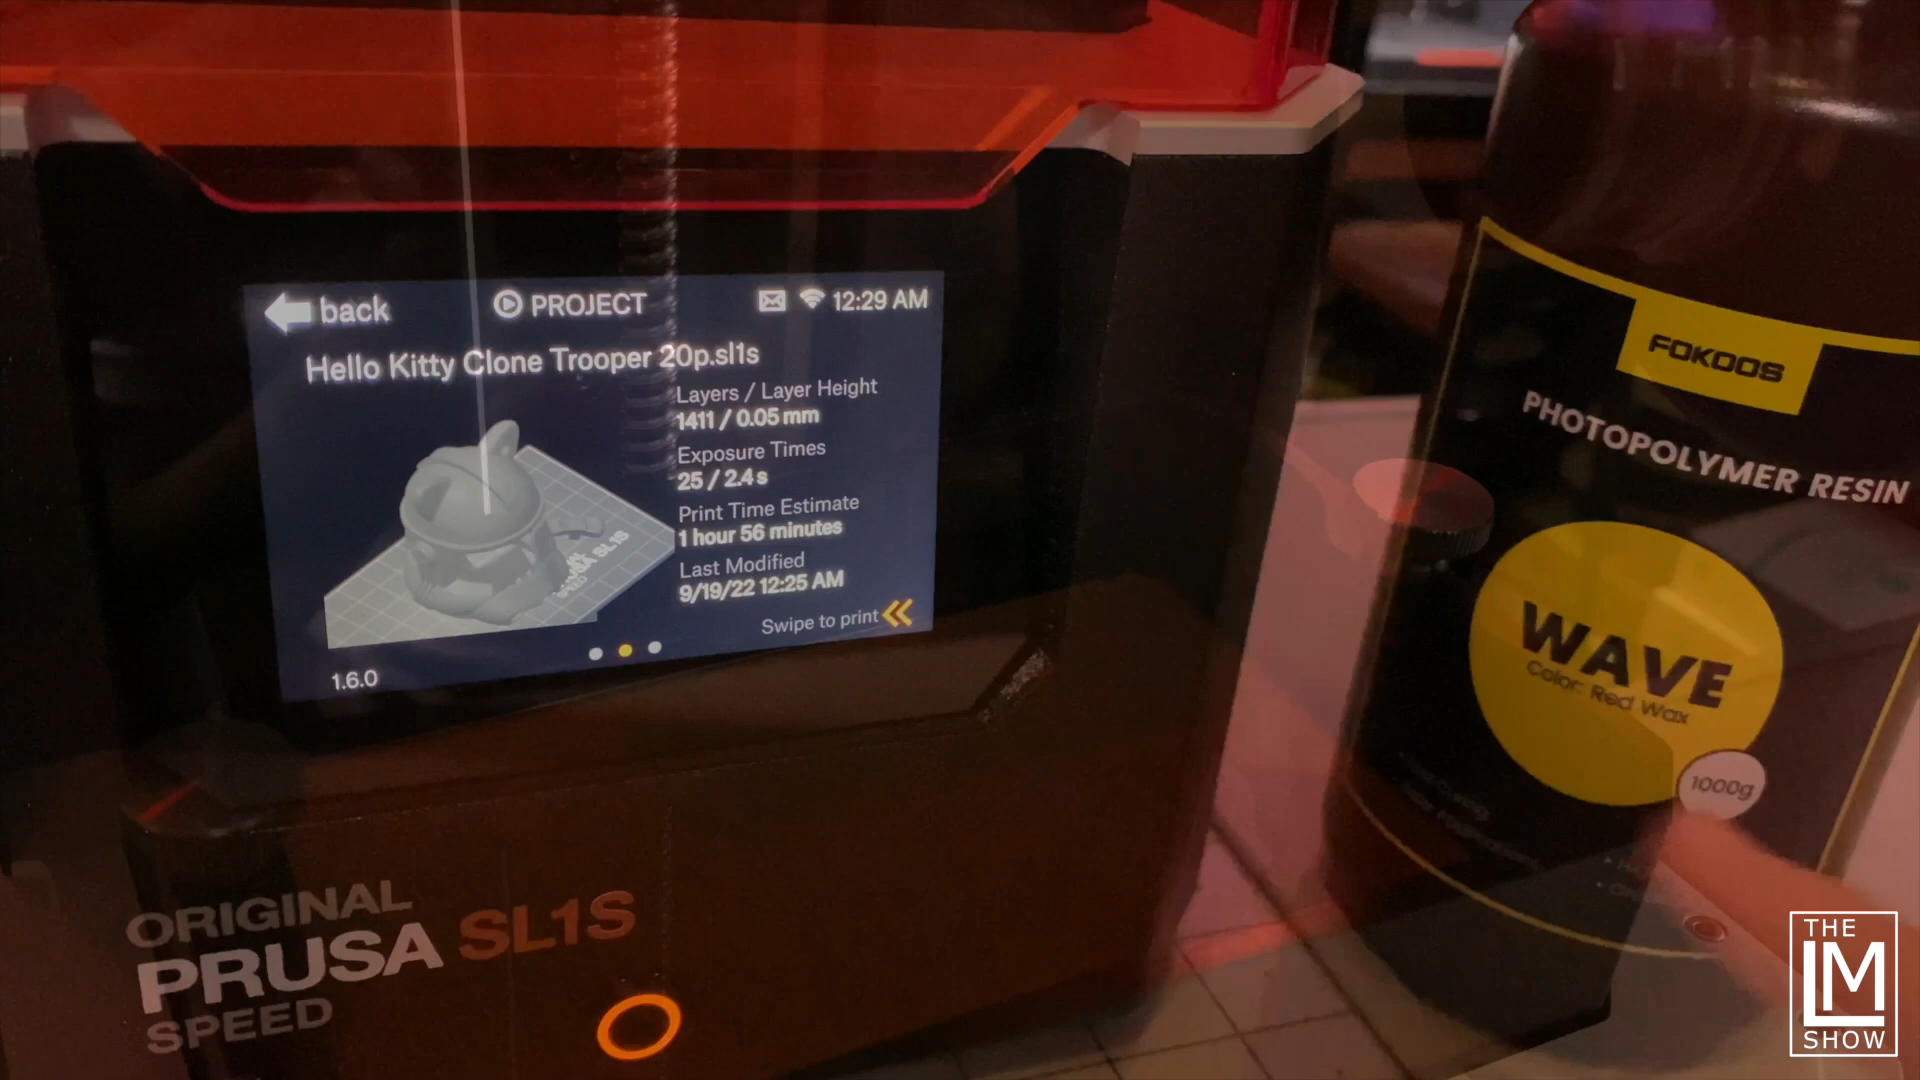 back
PROJECT
12:29 AM
Hello Kitty Clone Trooper 20p.sl1s
Layers / Layer Height
1411 / 0.05 mm
Exposure Times
25 / 2.4 s
Print Time Estimate
1 hour 56 minutes
Last Modified
9/19/22 12:25 AM
Swipe to print
1.6.0
ORIGINAL
PRUSA SL1S
SPEED
FOKOOS
PHOTOPOLYMER RESIN
WAVE
Color: Red Wax
1000g
THE
LM
SHOW